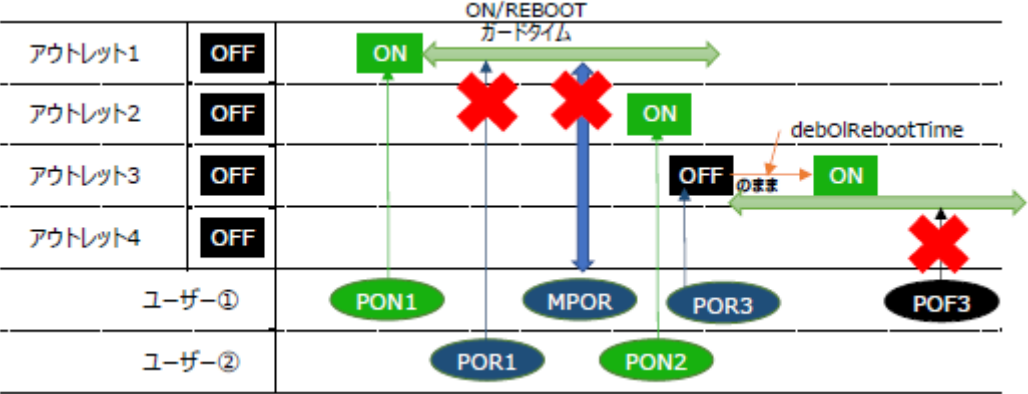 ON/REBOOT
ガードタイム
アウトレット1 OFF ON
アウトレット2 OFF ON
debOlRebootTime
アウトレット3 OFF OFF のまま ON
アウトレット4 OFF
ユーザー① PON1 MPOR POR3 POF3
ユーザー② POR1 PON2